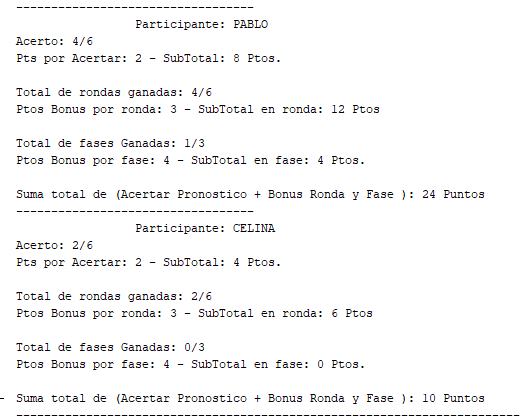 ----------------------------------
Participante: PABLO
Acerto: 4/6
Pts por Acertar: 2 - SubTotal: 8 Ptos.
Total de rondas ganadas: 4/6
Ptos Bonus por ronda: 3 - SubTotal en ronda: 12 Ptos
Total de fases Ganadas: 1/3
Ptos Bonus por fase: 4 - SubTotal en fase: 4 Ptos.
Suma total de (Acertar Pronostico + Bonus Ronda y Fase ): 24 Puntos
----------------------------------
Participante: CELINA
Acerto: 2/6
Pts por Acertar: 2 - SubTotal: 4 Ptos.
Total de rondas ganadas: 2/6
Ptos Bonus por ronda: 3 - SubTotal en ronda: 6 Ptos
Total de fases Ganadas: 0/3
Ptos Bonus por fase: 4 - SubTotal en fase: 0 Ptos.
- Suma total de (Acertar Pronostico + Bonus Ronda y Fase ): 10 Puntos
------------------------------------------------------------------------